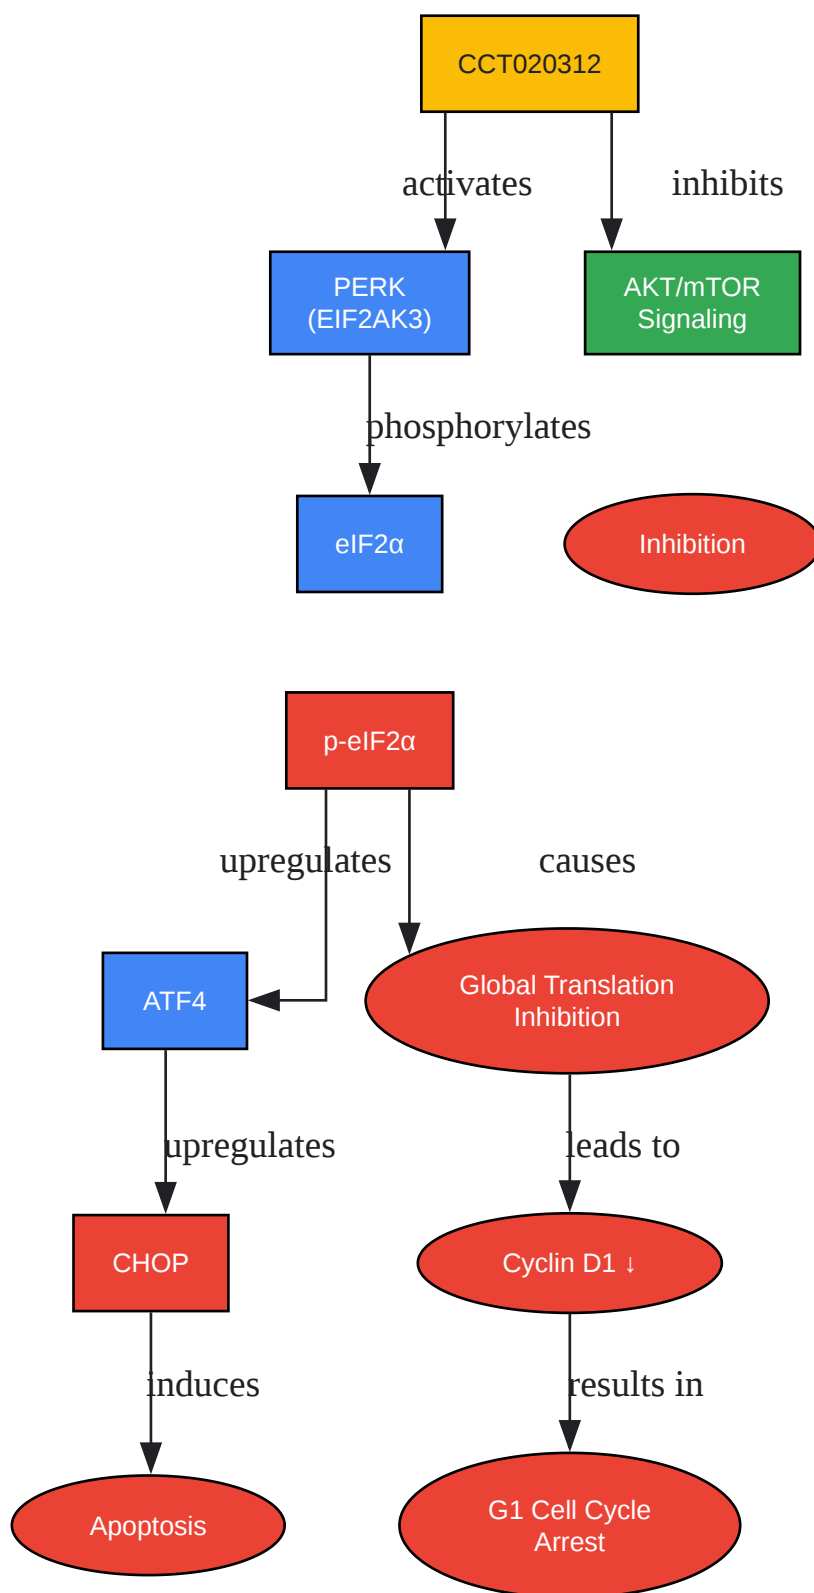 CCT020312
activates
inhibits
PERK
(EIF2AK3)
AKT/mTOR
Signaling
phosphorylates
eIF2α
Inhibition
p-eIF2α
upregulates
causes
ATF4
Global Translation
Inhibition
upregulates
leads to
CHOP
Cyclin D1 ↓
induces
results in
Apoptosis
G1 Cell Cycle
Arrest